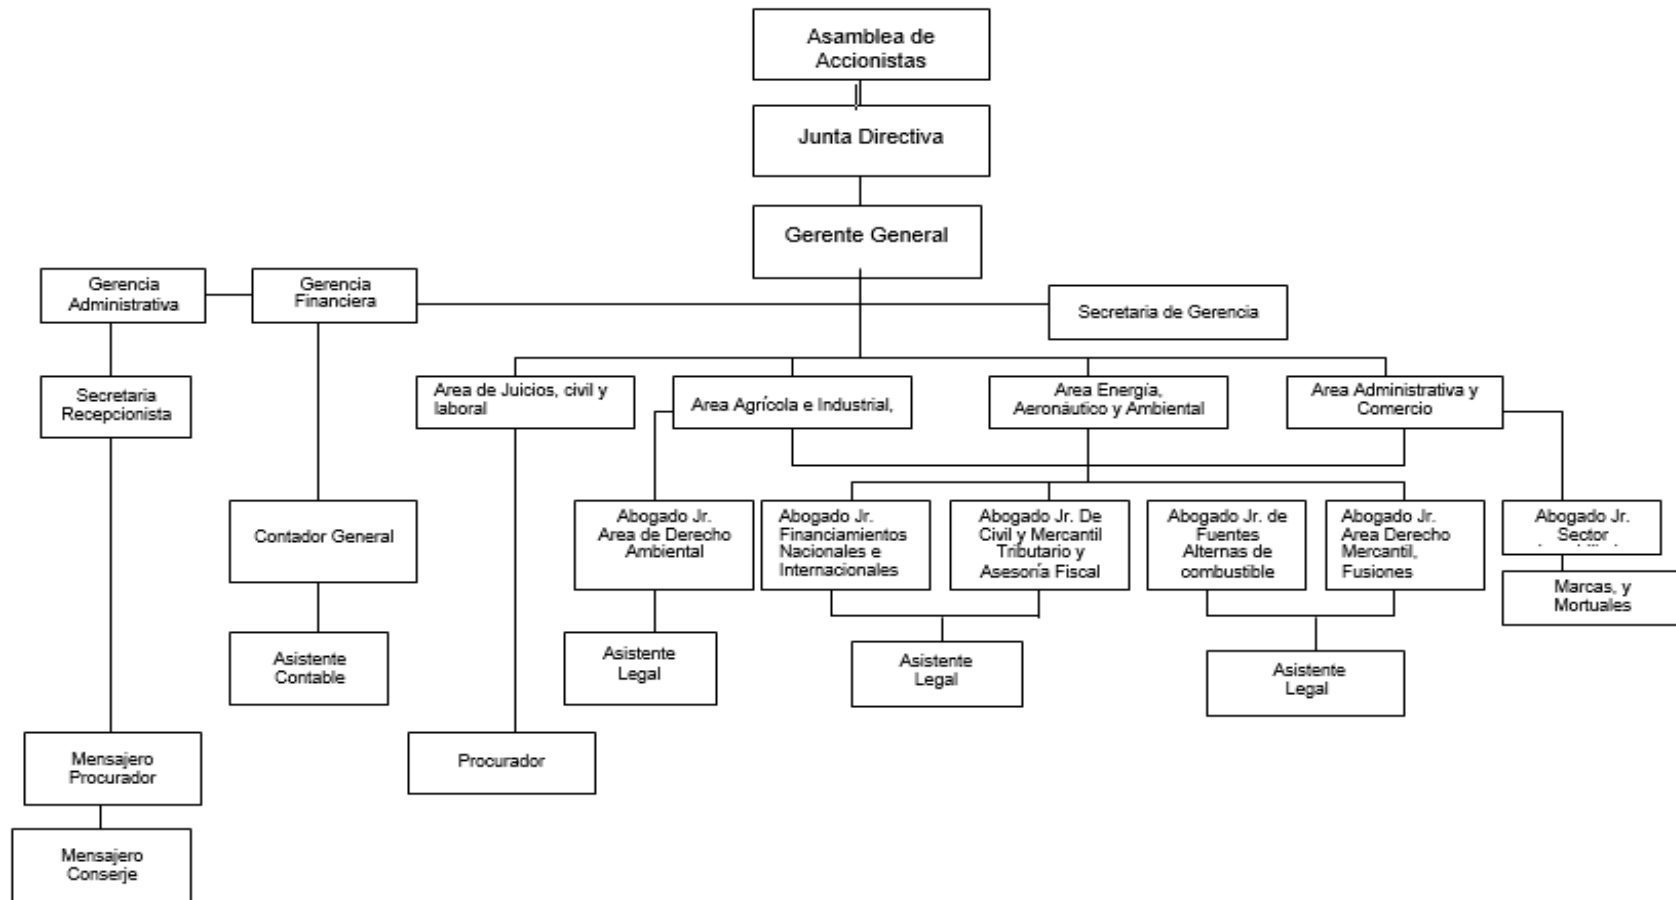 Asamblea de
Accionistas
Junta Directiva
Gerente General
Gerencia
Administrativa
Gerencia
Financiera
Secretaria de Gerencia
Secretaria
Recepcionista
Area de Juicios, civil y
laboral
Area Agrícola e Industrial,
Area Energía,
Aeronáutico y Ambiental
Area Administrativa y
Comercio
Contador General
Abogado Jr.
Area de Derecho
Ambiental
Abogado Jr.
Financiamientos
Nacionales e
Internacionales
Abogado Jr. De
Civil y Mercantil
Tributario y
Asesoría Fiscal
Abogado Jr. de
Fuentes
Alternas de
combustible
Abogado Jr.
Area Derecho
Mercantil,
Fusiones
Abogado Jr.
Sector
Marcas, y
Mortuales
Asistente
Contable
Asistente
Legal
Asistente
Legal
Asistente
Legal
Mensajero
Procurador
Procurador
Mensajero
Conserje